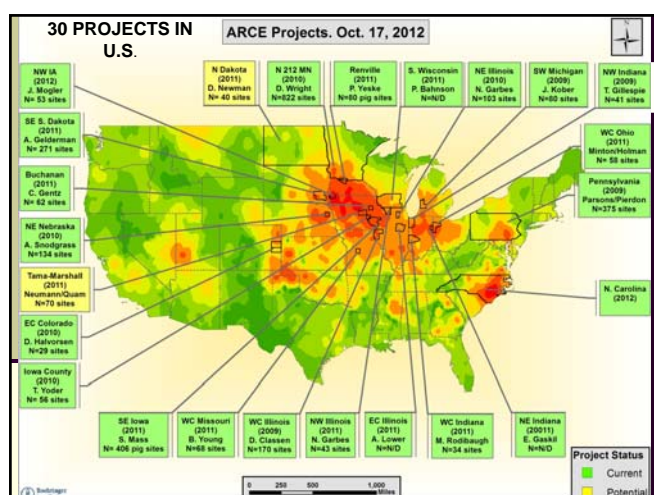 30 PROJECTS IN
U.S.
ARCE Projects. Oct. 17, 2012
NW IA
(2012)
J. Mogler
N= 53 sites
N Dakota
(2011)
D. Newman
N= 40 sites
N 212 MN
(2010)
D. Wright
N=822 sites
Renville
(2011)
P. Yeske
N=80 pig sites
S. Wisconsin
(2011)
P. Bahnson
N=N/D
NE Illinois
(2010)
N. Garbes
N=103 sites
SW Michigan
(2009)
J. Kober
N=80 sites
NW Indiana
(2009)
T. Gillespie
N=41 sites
SE S. Dakota
(2011)
A. Gelderman
N= 271 sites
WC Ohio
(2011)
Minton/Holman
N= 58 sites
Buchanan
(2011)
C. Gentz
N= 62 sites
Pennsylvania
(2009)
Parsons/Pierdon
N=375 sites
NE Nebraska
(2010)
A. Snodgrass
N=134 sites
Tama-Marshall
(2011)
Neumann/Quam
N=70 sites
N. Carolina
(2012)
EC Colorado
(2010)
D. Halvorsen
N=29 sites
Iowa County
(2010)
T. Yoder
N= 56 sites
SE Iowa
(2011)
S. Mass
N= 406 pig sites
WC Missouri
(2011)
B. Young
N=68 sites
WC Illinois
(2009)
D. Classen
N=170 sites
NW Illinois
(2011)
N. Garbes
N=43 sites
EC Illinois
(2011)
A. Lower
N=N/D
WC Indiana
(2011)
M. Rodibaugh
N=34 sites
NE Indiana
(20011)
E. Gaskil
N=N/D
Project Status
Current
Potential
0 250 500 1,000
Miles